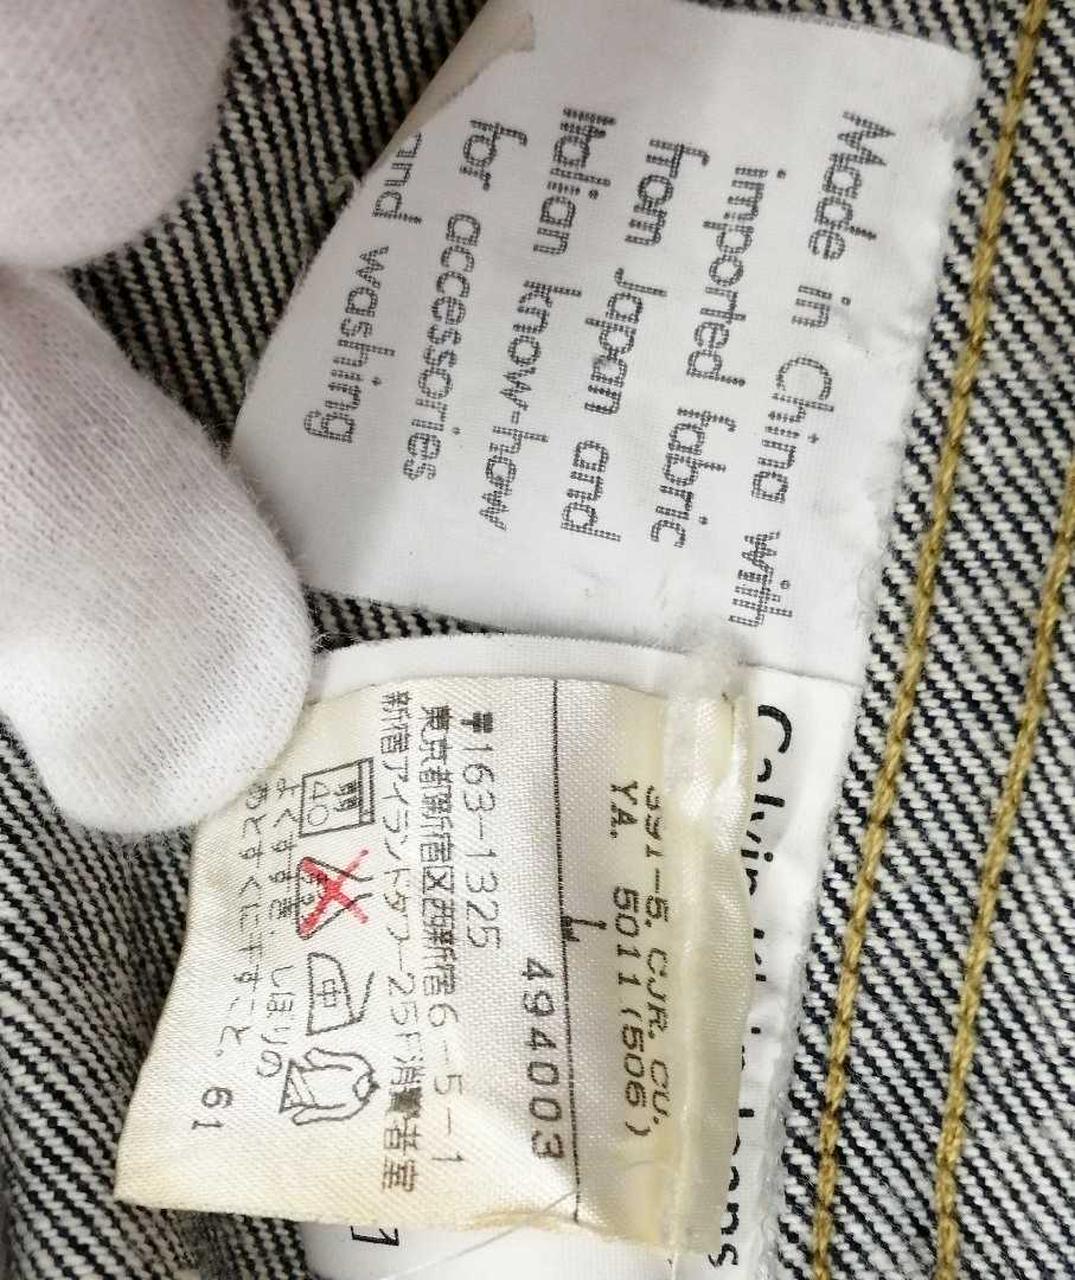 Made in China with
imported fabric
from Japan and
Italian know-how
for accessories
and washing
Calvin Klein Jeans
-5. CJR. CU.
YA. 5011(506)
L
494003
〒163-1325
東京都新宿区西新宿6-5-1
新宿アイランドタワー25F消費者室
40
よくすすぎ、しぼりの
あとすぐに干すこと。
61